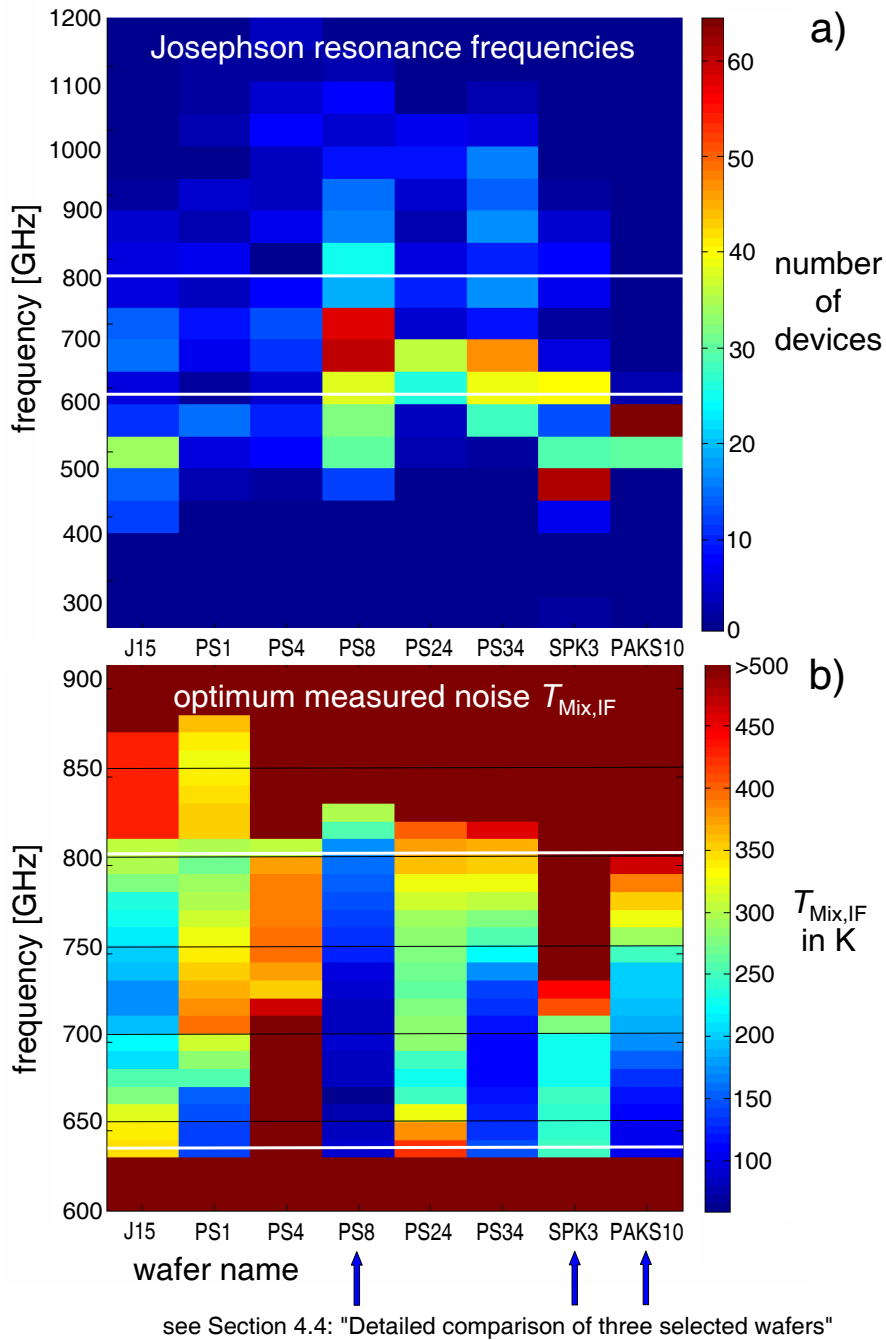 a)
Josephson resonance frequencies
1200
1100
1000
900
800
700
600
500
400
300
frequency [GHz]
J15 PS1 PS4 PS8 PS24 PS34 SPK3 PAKS10
60
50
40
30
20
10
0
number
of
devices
b)
optimum measured noise T Mix,IF
900
850
800
750
700
650
600
frequency [GHz]
J15 PS1 PS4 PS8 PS24 PS34 SPK3 PAKS10
>500
450
400
350
300
250
200
150
100
T Mix,IF
in K
wafer name
see Section 4.4: "Detailed comparison of three selected wafers"